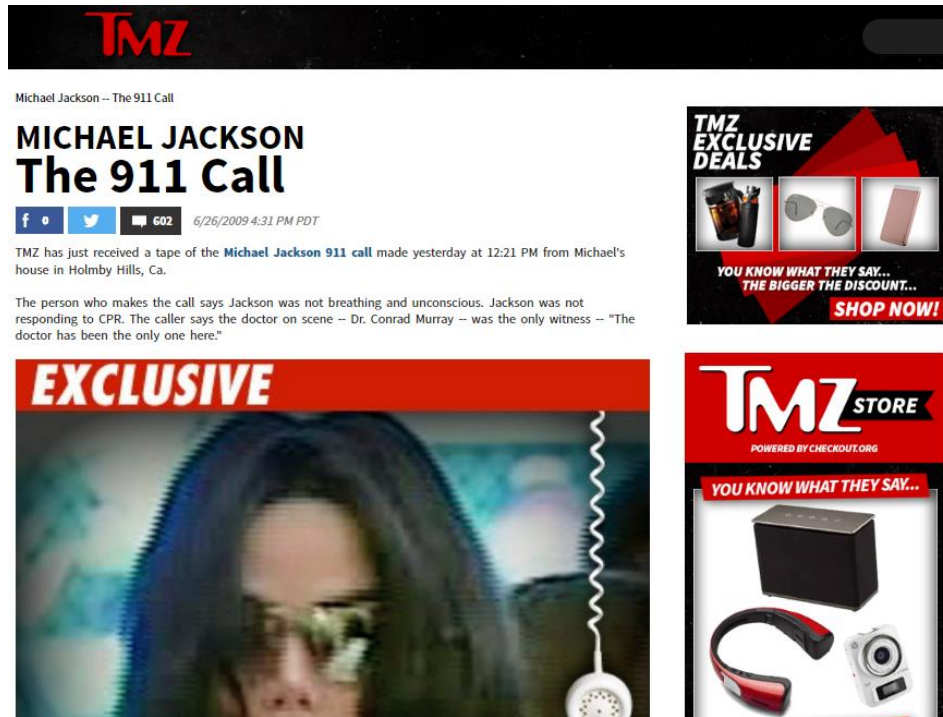 TMZ
Michael Jackson -- The 911 Call
MICHAEL JACKSON
The 911 Call
f 0
602
6/26/2009 4:31 PM PDT
TMZ has just received a tape of the Michael Jackson 911 call made yesterday at 12:21 PM from Michael's
house in Holmby Hills, Ca.
The person who makes the call says Jackson was not breathing and unconscious. Jackson was not
responding to CPR. The caller says the doctor on scene -- Dr. Conrad Murray -- was the only witness -- "The
doctor has been the only one here."
EXCLUSIVE
TMZ
EXCLUSIVE
DEALS
YOU KNOW WHAT THEY SAY...
THE BIGGER THE DISCOUNT...
SHOP NOW!
TMZ STORE
POWERED BY CHECKOUT.ORG
YOU KNOW WHAT THEY SAY...